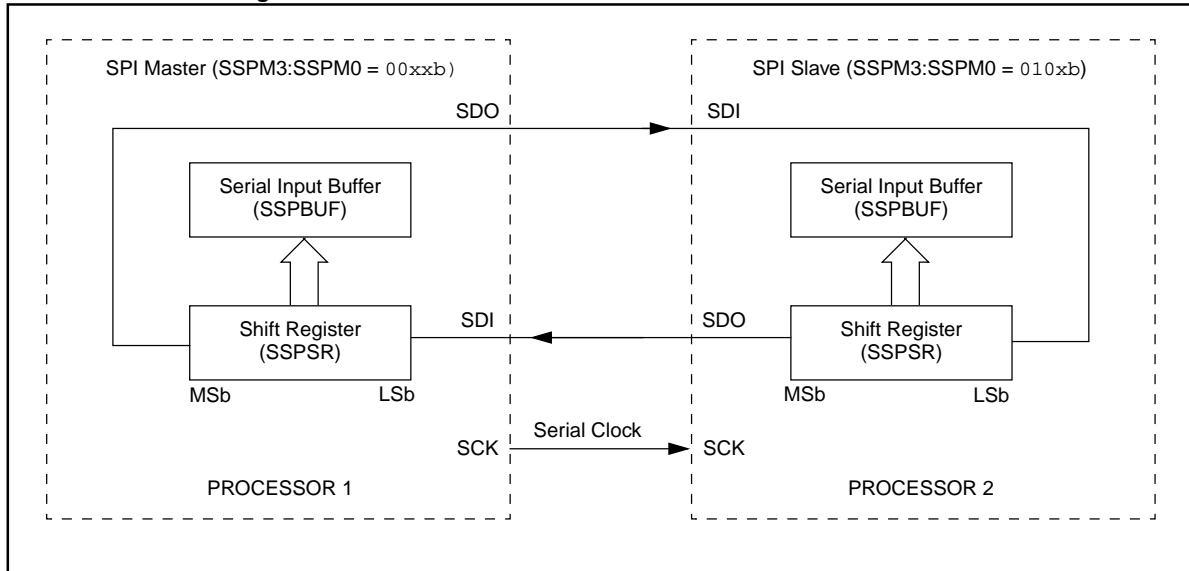 SPI Master (SSPM3:SSPM0 = 00xxb)
SDO
Serial Input Buffer
(SSPBUF)
Shift Register
(SSPSR)
MSb
LSb
SDI
SCK
PROCESSOR 1
Serial Clock
SPI Slave (SSPM3:SSPM0 = 010xb)
SDI
Serial Input Buffer
(SSPBUF)
SDO
Shift Register
(SSPSR)
MSb
LSb
SCK
PROCESSOR 2